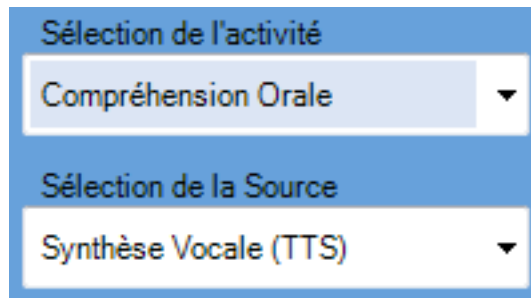 Sélection de l'activité
Compréhension Orale
Sélection de la Source
Synthèse Vocale (TTS)